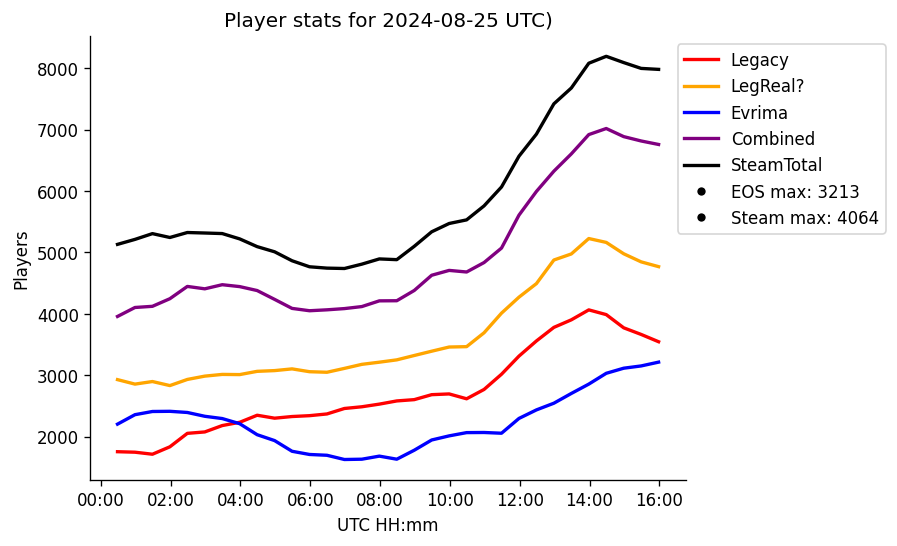 Player stats for 2024-08-25 UTC)
Legacy
LegReal?
Evrima
Combined
SteamTotal
EOS max: 3213
Steam max: 4064
Players
8000
7000
6000
5000
4000
3000
2000
00:00 02:00 04:00 06:00 08:00 10:00 12:00 14:00 16:00
UTC HH:mm